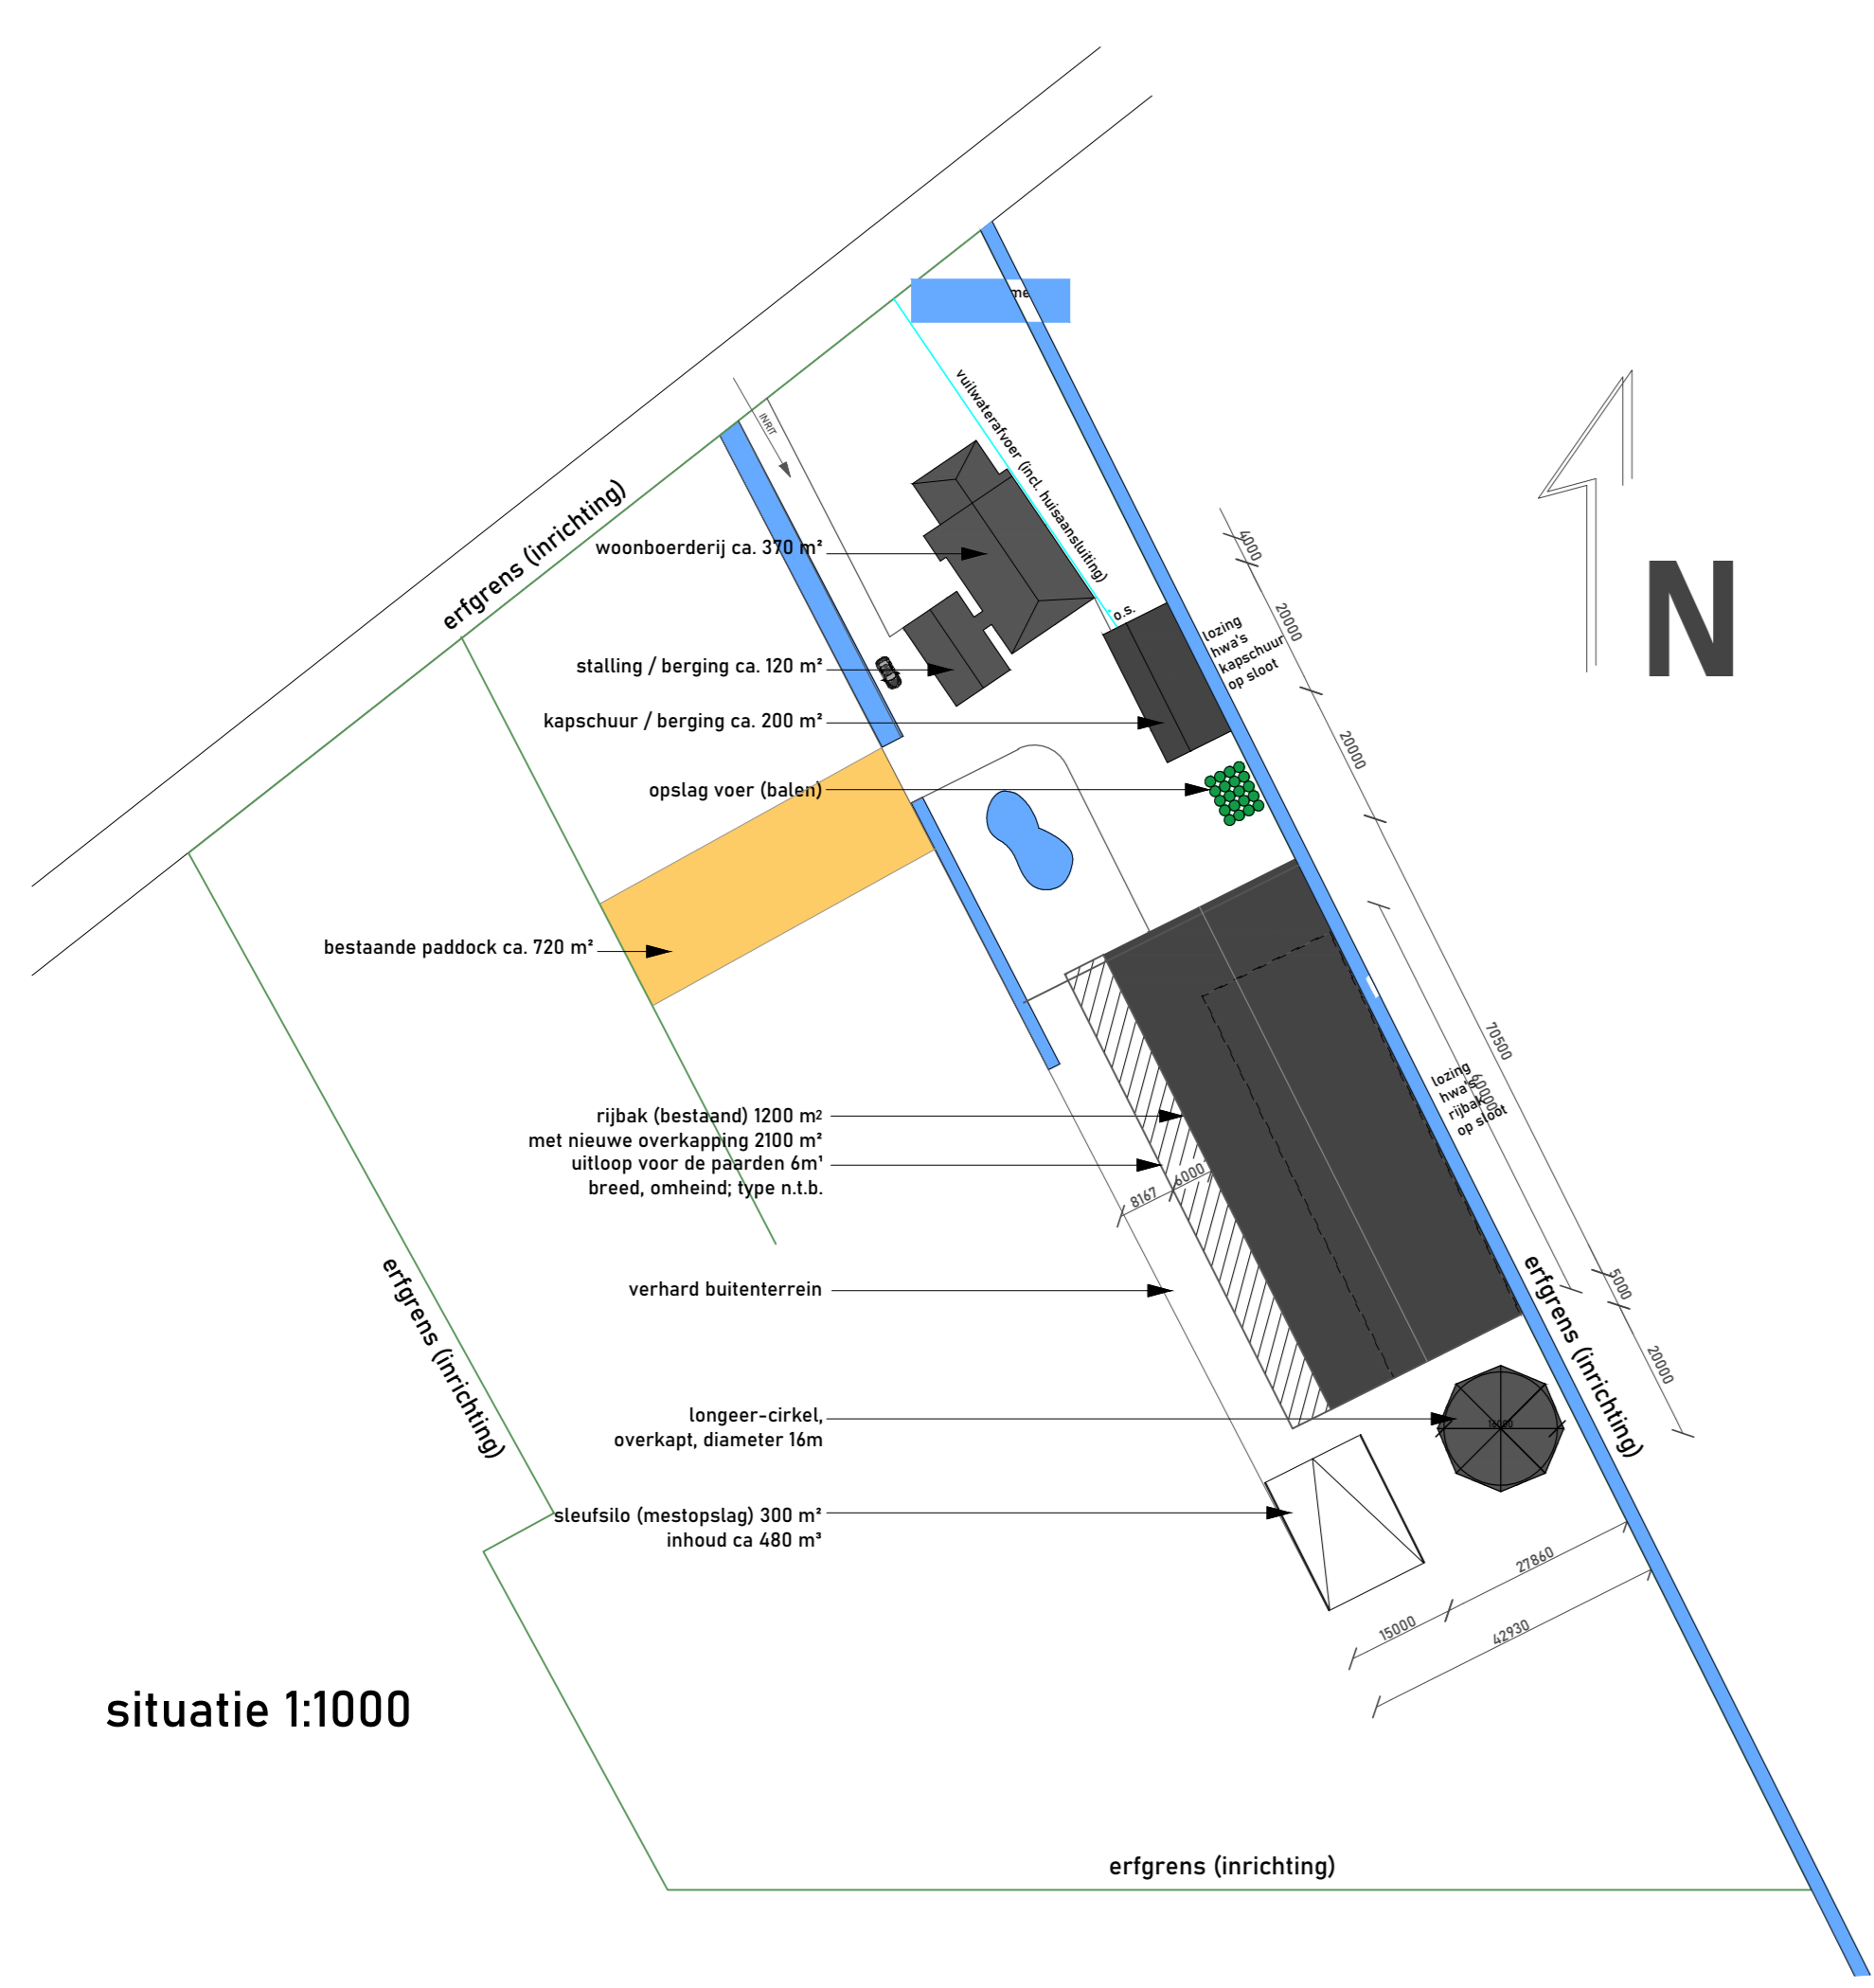 me
vuilwaterafvoer (incl. huisaansluiting)
INRIT
erfgrens (inrichting)
woonboerderij ca. 370 m²
4000
o.s.
20000
lozing
hwa's
kapschuur
op sloot
N
stalling / berging ca. 120 m²
kapschuur / berging ca. 200 m²
20000
opslag voer (balen)
bestaande paddock ca. 720 m²
70500
60000
lozing
hwa's
rijbak
op sloot
rijbak (bestaand) 1200 m2
met nieuwe overkapping 2100 m²
uitloop voor de paarden 6m¹
breed, omheind; type n.t.b.
8167
6000
verhard buitenterrein
5000
erfgrens (inrichting)
erfgrens (inrichting)
20000
longeer-cirkel,
overkapt, diameter 16m
16000
sleufsilo (mestopslag) 300 m²
inhoud ca 480 m³
27860
15000
42930
situatie 1:1000
erfgrens (inrichting)